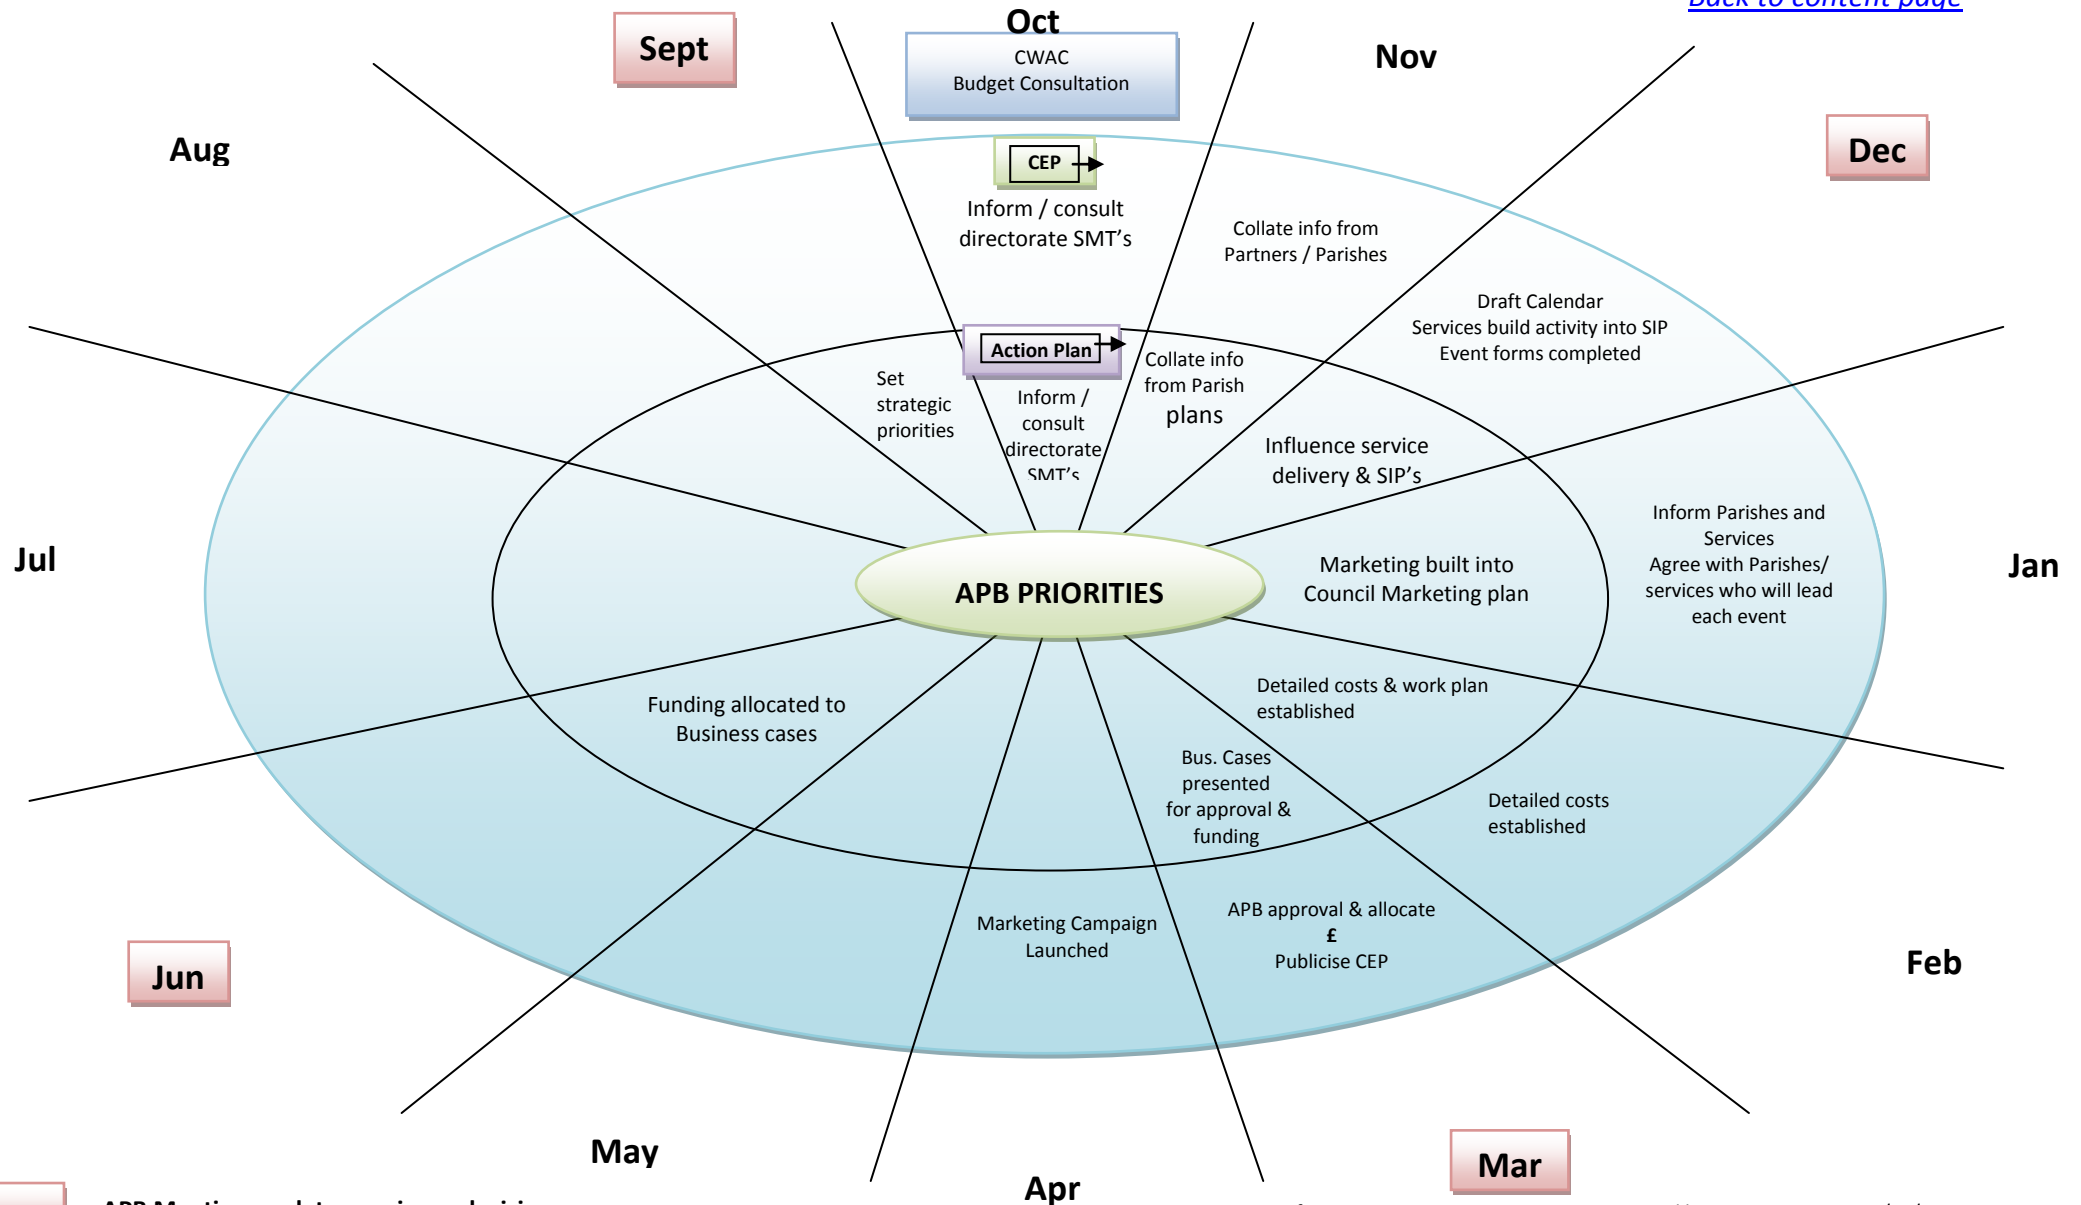 Back to content page
Oct
Sept
CWAC
Budget Consultation
Nov
Aug
Dec
CEP
Inform / consult
directorate SMT's
Collate info from
Partners / Parishes
Draft Calendar
Services build activity into SIP
Event forms completed
Action Plan
Set
strategic
priorities
Inform /
consult
directorate
SMT's
Collate info
from Parish
plans
Influence service
delivery & SIP's
Jul
APB PRIORITIES
Marketing built into
Council Marketing plan
Inform Parishes and
Services
Agree with Parishes/
services who will lead
each event
Jan
Funding allocated to
Business cases
Detailed costs & work plan
established
Bus. Cases
presented
for approval &
funding
Detailed costs
established
Marketing Campaign
Launched
APB approval & allocate
£
Publicise CEP
Jun
Feb
May
Mar
Apr